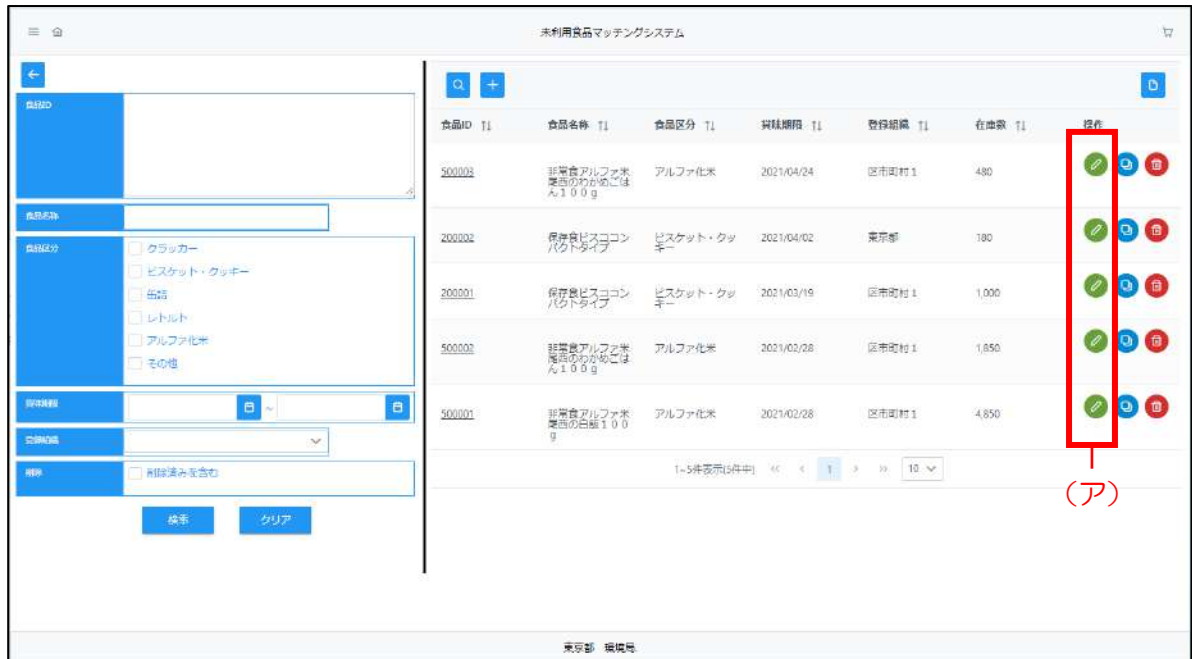 未利用食品マッチングシステム
食品ID
食品名称
食品区分
クラッカー
ビスケット・クッキー
缶詰
レトルト
アルファ化米
その他
賞味期限
~
登録組織
削除
削除済みを含む
検索 クリア
食品ID 食品名称 食品区分 賞味期限 登録組織 在庫数 操作
500003 非常食アルファ米 アルファ化米 2021/04/24 区市町村1 480
尾西のわかめごは
ん100g
200002 保存食ビスココン ビスケット・クッ 2021/04/02 東京都 180
パクトタイプ キー
200001 保存食ビスココン ビスケット・クッ 2021/03/19 区市町村1 1,000
パクトタイプ キー
500002 非常食アルファ米 アルファ化米 2021/02/28 区市町村1 1,850
尾西のわかめごは
ん100g
500001 非常食アルファ米 アルファ化米 2021/02/28 区市町村1 4,850
尾西の白飯100
g
1~5件表示(5件中) << < 1 > >> 10
(ア)
東京都 環境局